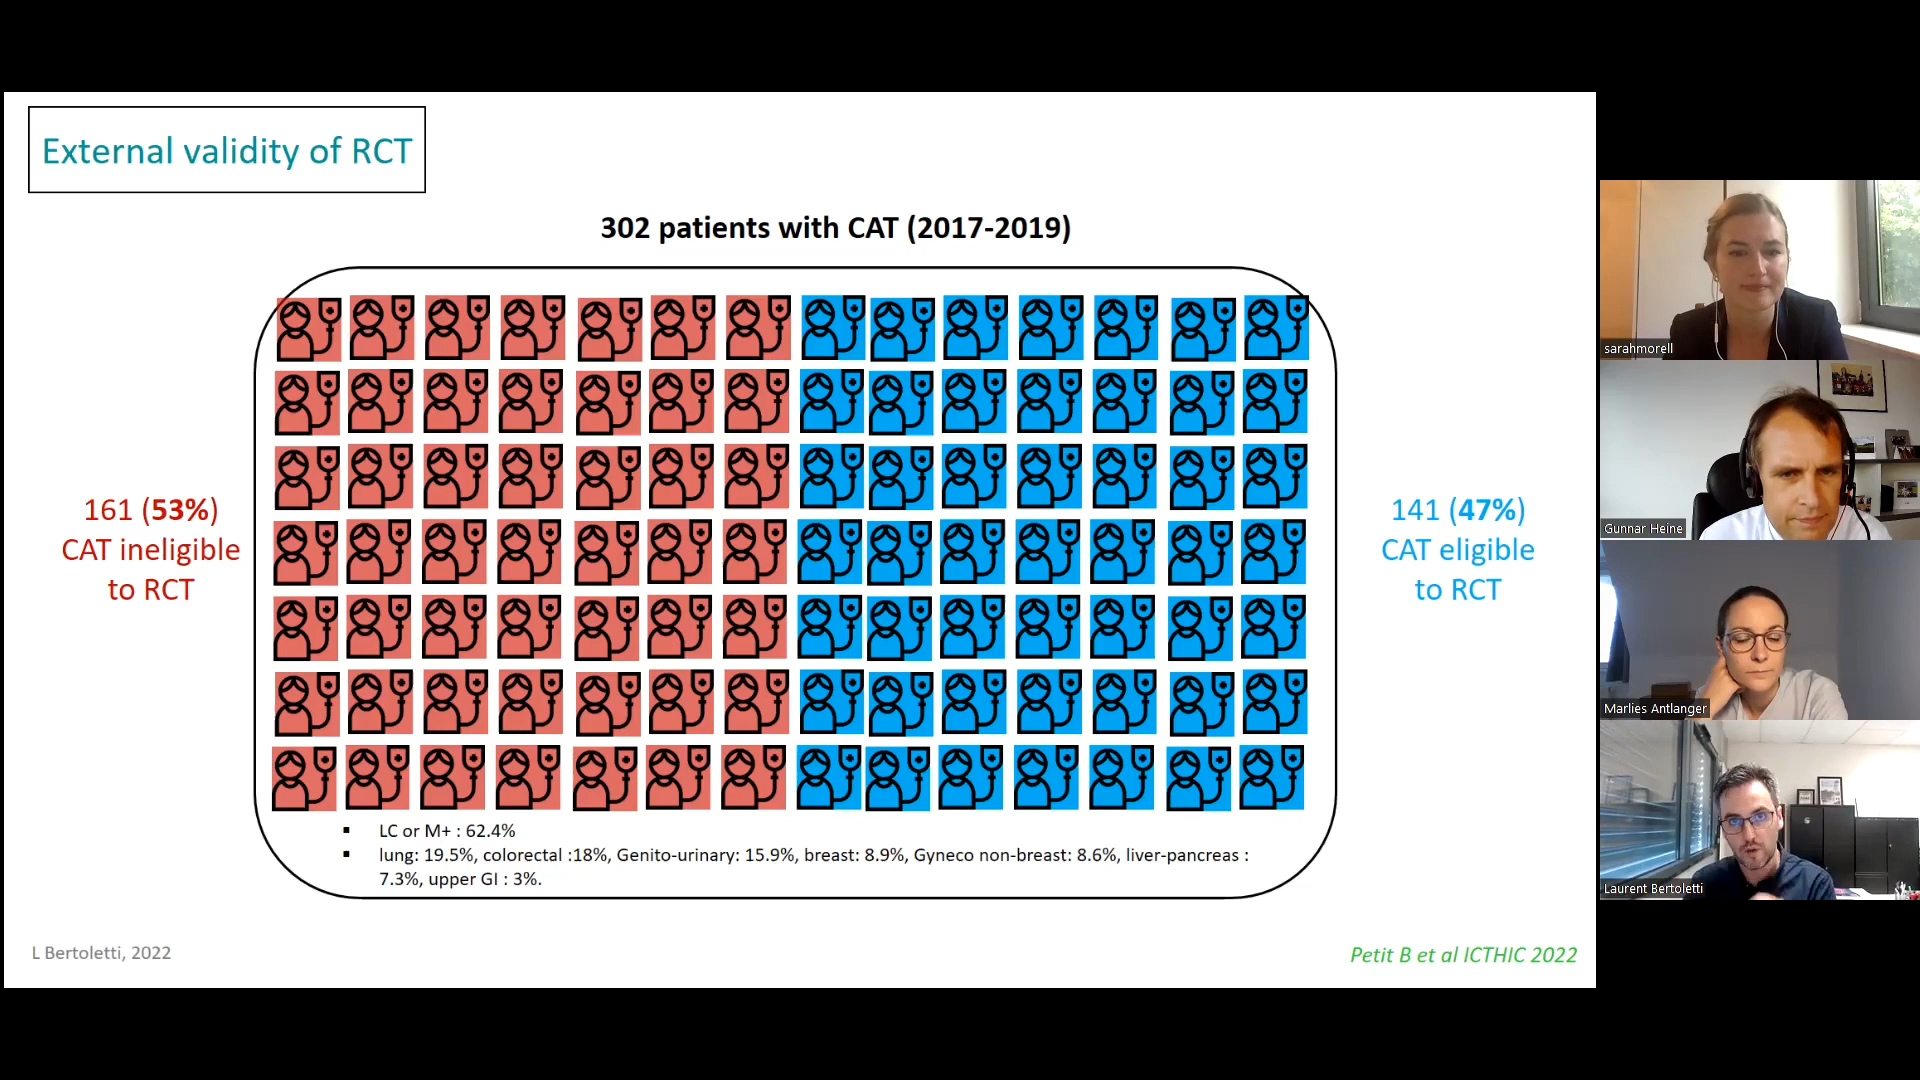 External validity of RCT
302 patients with CAT (2017-2019)
161 (53%)
CAT ineligible
to RCT
141 (47%)
CAT eligible
to RCT
▪ LC or M+ : 62.4%
▪ lung: 19.5%, colorectal :18%, Genito-urinary: 15.9%, breast: 8.9%, Gyneco non-breast: 8.6%, liver-pancreas :
7.3%, upper GI : 3%.
L Bertoletti, 2022
Petit B et al ICTHIC 2022
sarahmorell
Gunnar Heine
Marlies Antlanger
Laurent Bertoletti